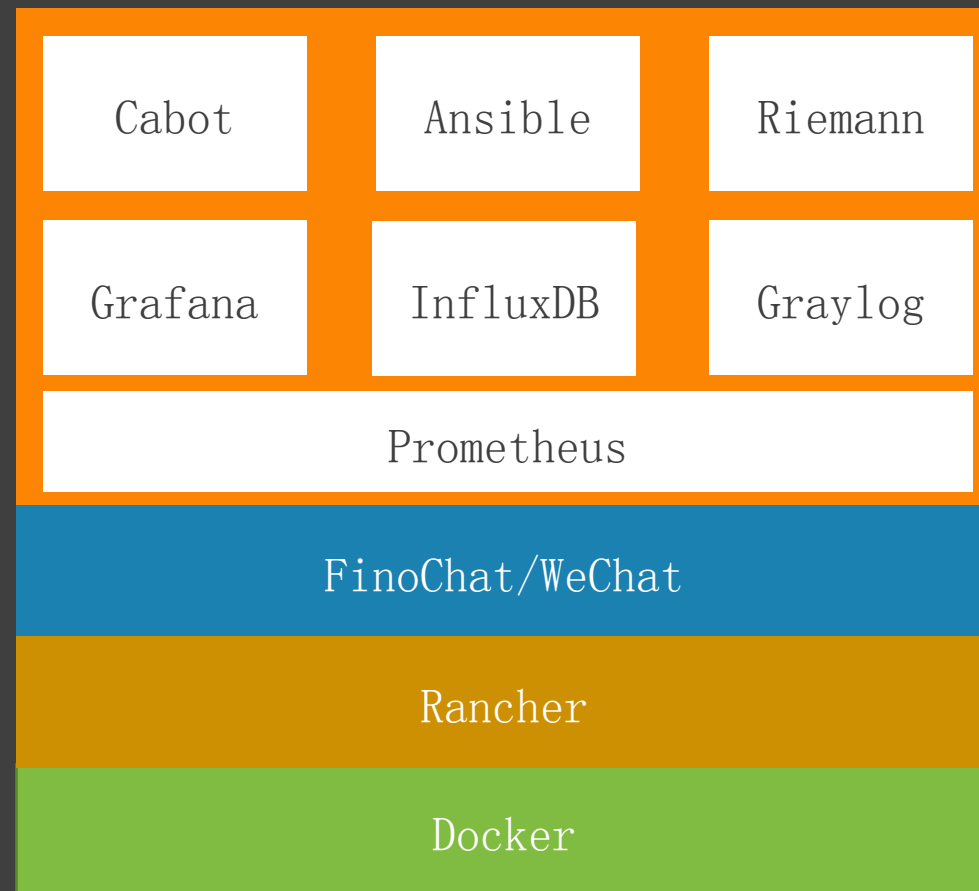 Cabot
Ansible
Riemann
Grafana
InfluxDB
Graylog
Prometheus
FinoChat/WeChat
Rancher
Docker